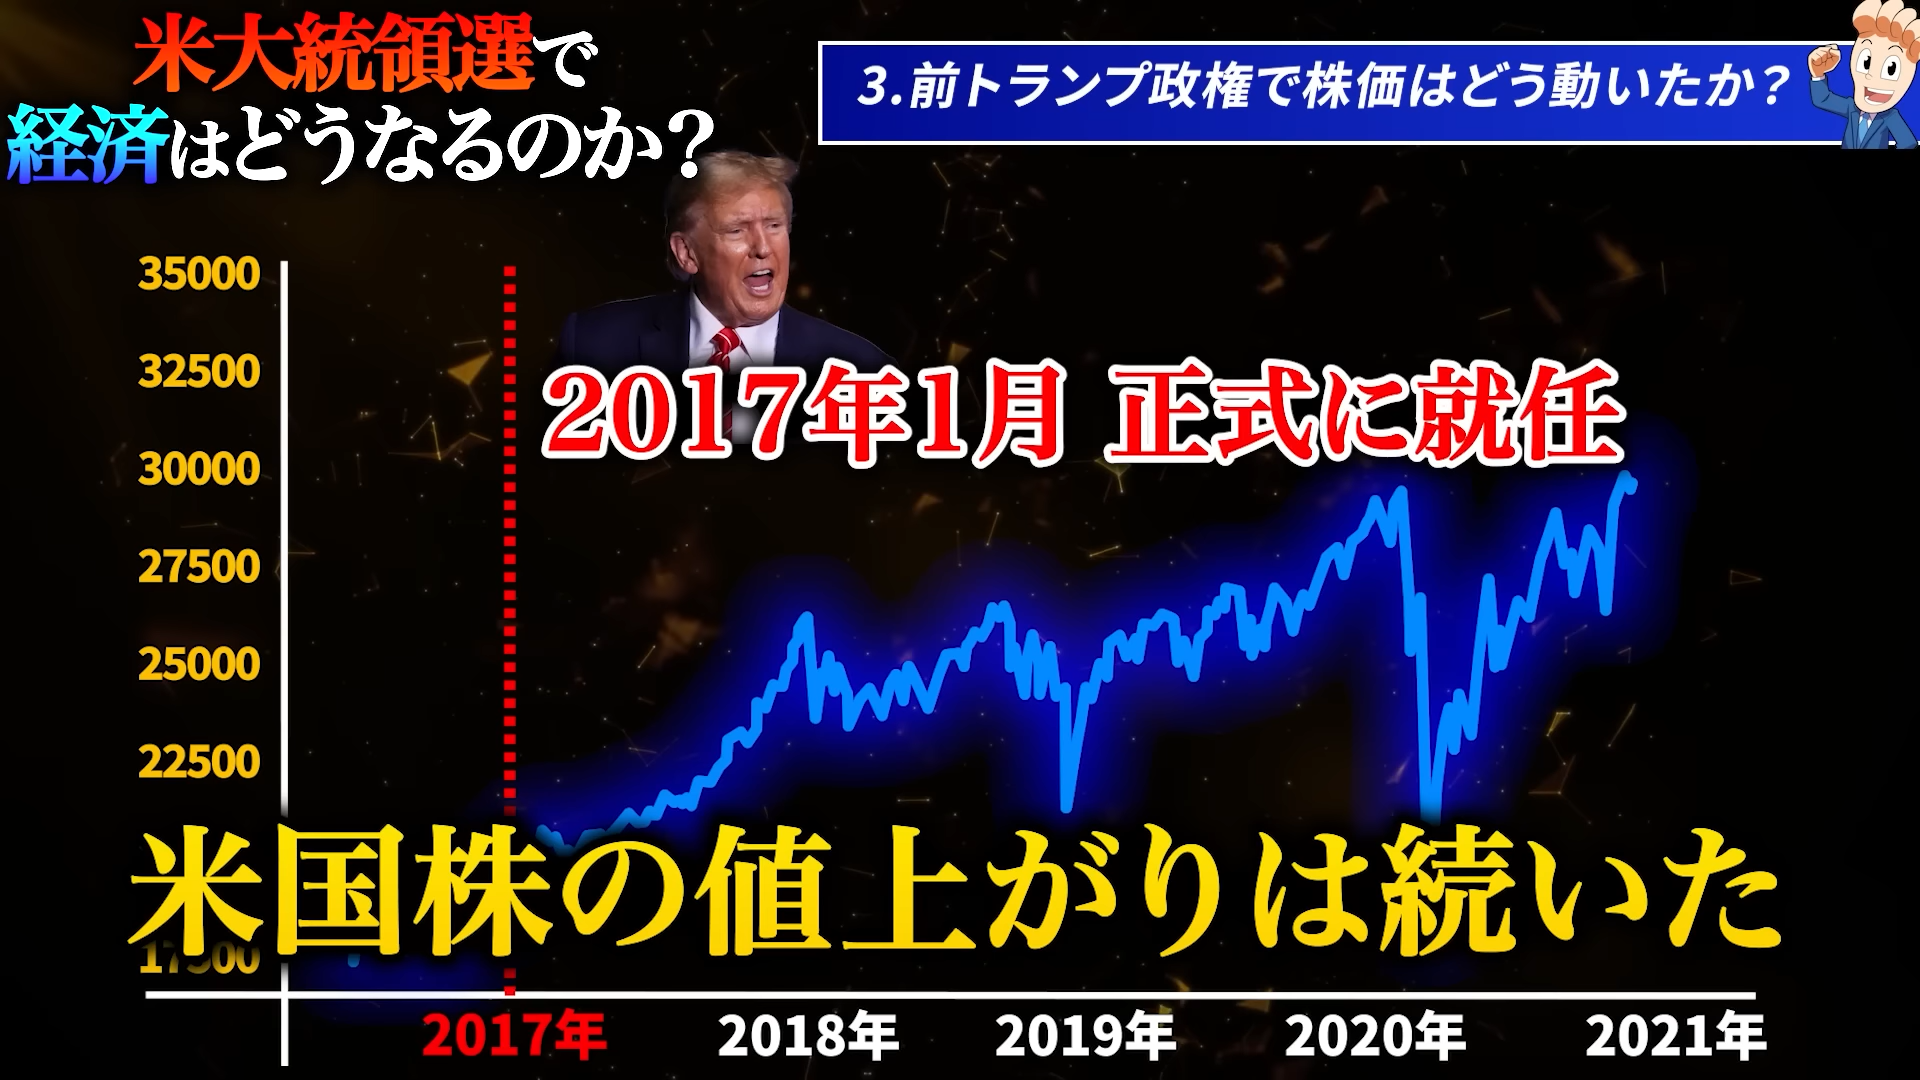 米大統領選で
経済はどうなるのか?
3.前トランプ政権で株価はどう動いたか?
35000
32500
2017年1月 正式に就任
30000
27500
25000
22500
米国株の値上がりは続いた
17500
2017年 2018年 2019年 2020年 2021年